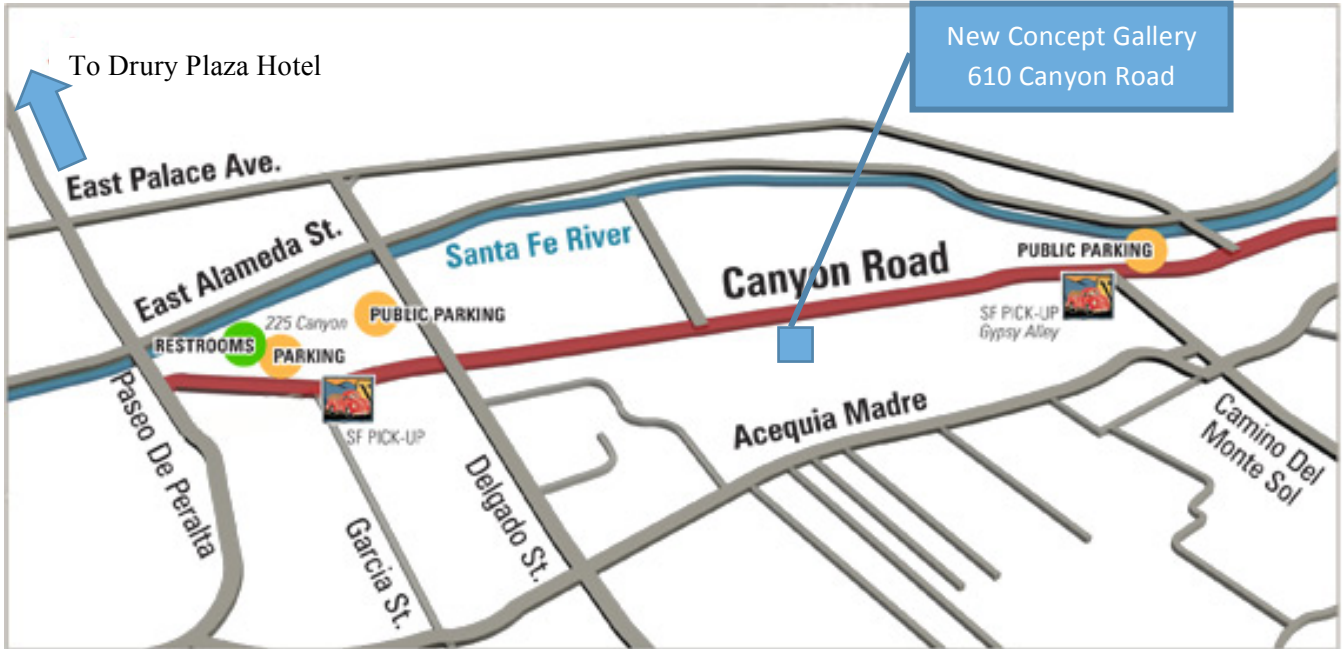 To Drury Plaza Hotel
New Concept Gallery
610 Canyon Road
East Palace Ave.
East Alameda St.
Santa Fe River
Canyon Road
PUBLIC PARKING
SF PICK-UP
Gypsy Alley
225 Canyon
PUBLIC PARKING
RESTROOMS
PARKING
SF PICK-UP
Paseo De Peralta
Garcia St.
Delgado St.
Acequia Madre
Camino Del
Monte Sol